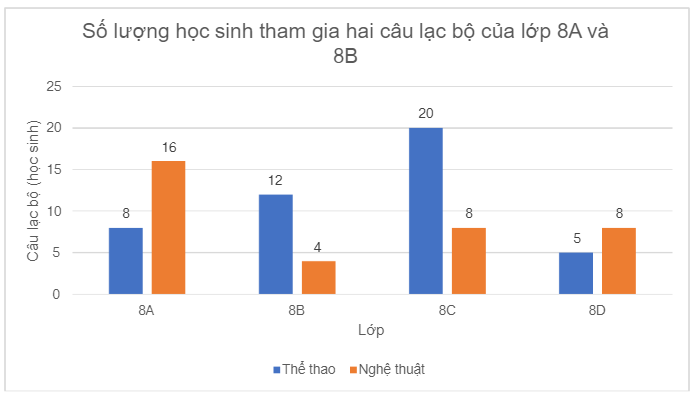 Số lượng học sinh tham gia hai câu lạc bộ của lớp 8A và
8B
Câu lạc bộ (học sinh)
25
20
15
10
5
0
8
16
12
4
20
8
5
8
8A
8B
8C
8D
Lớp
Thể thao
Nghệ thuật